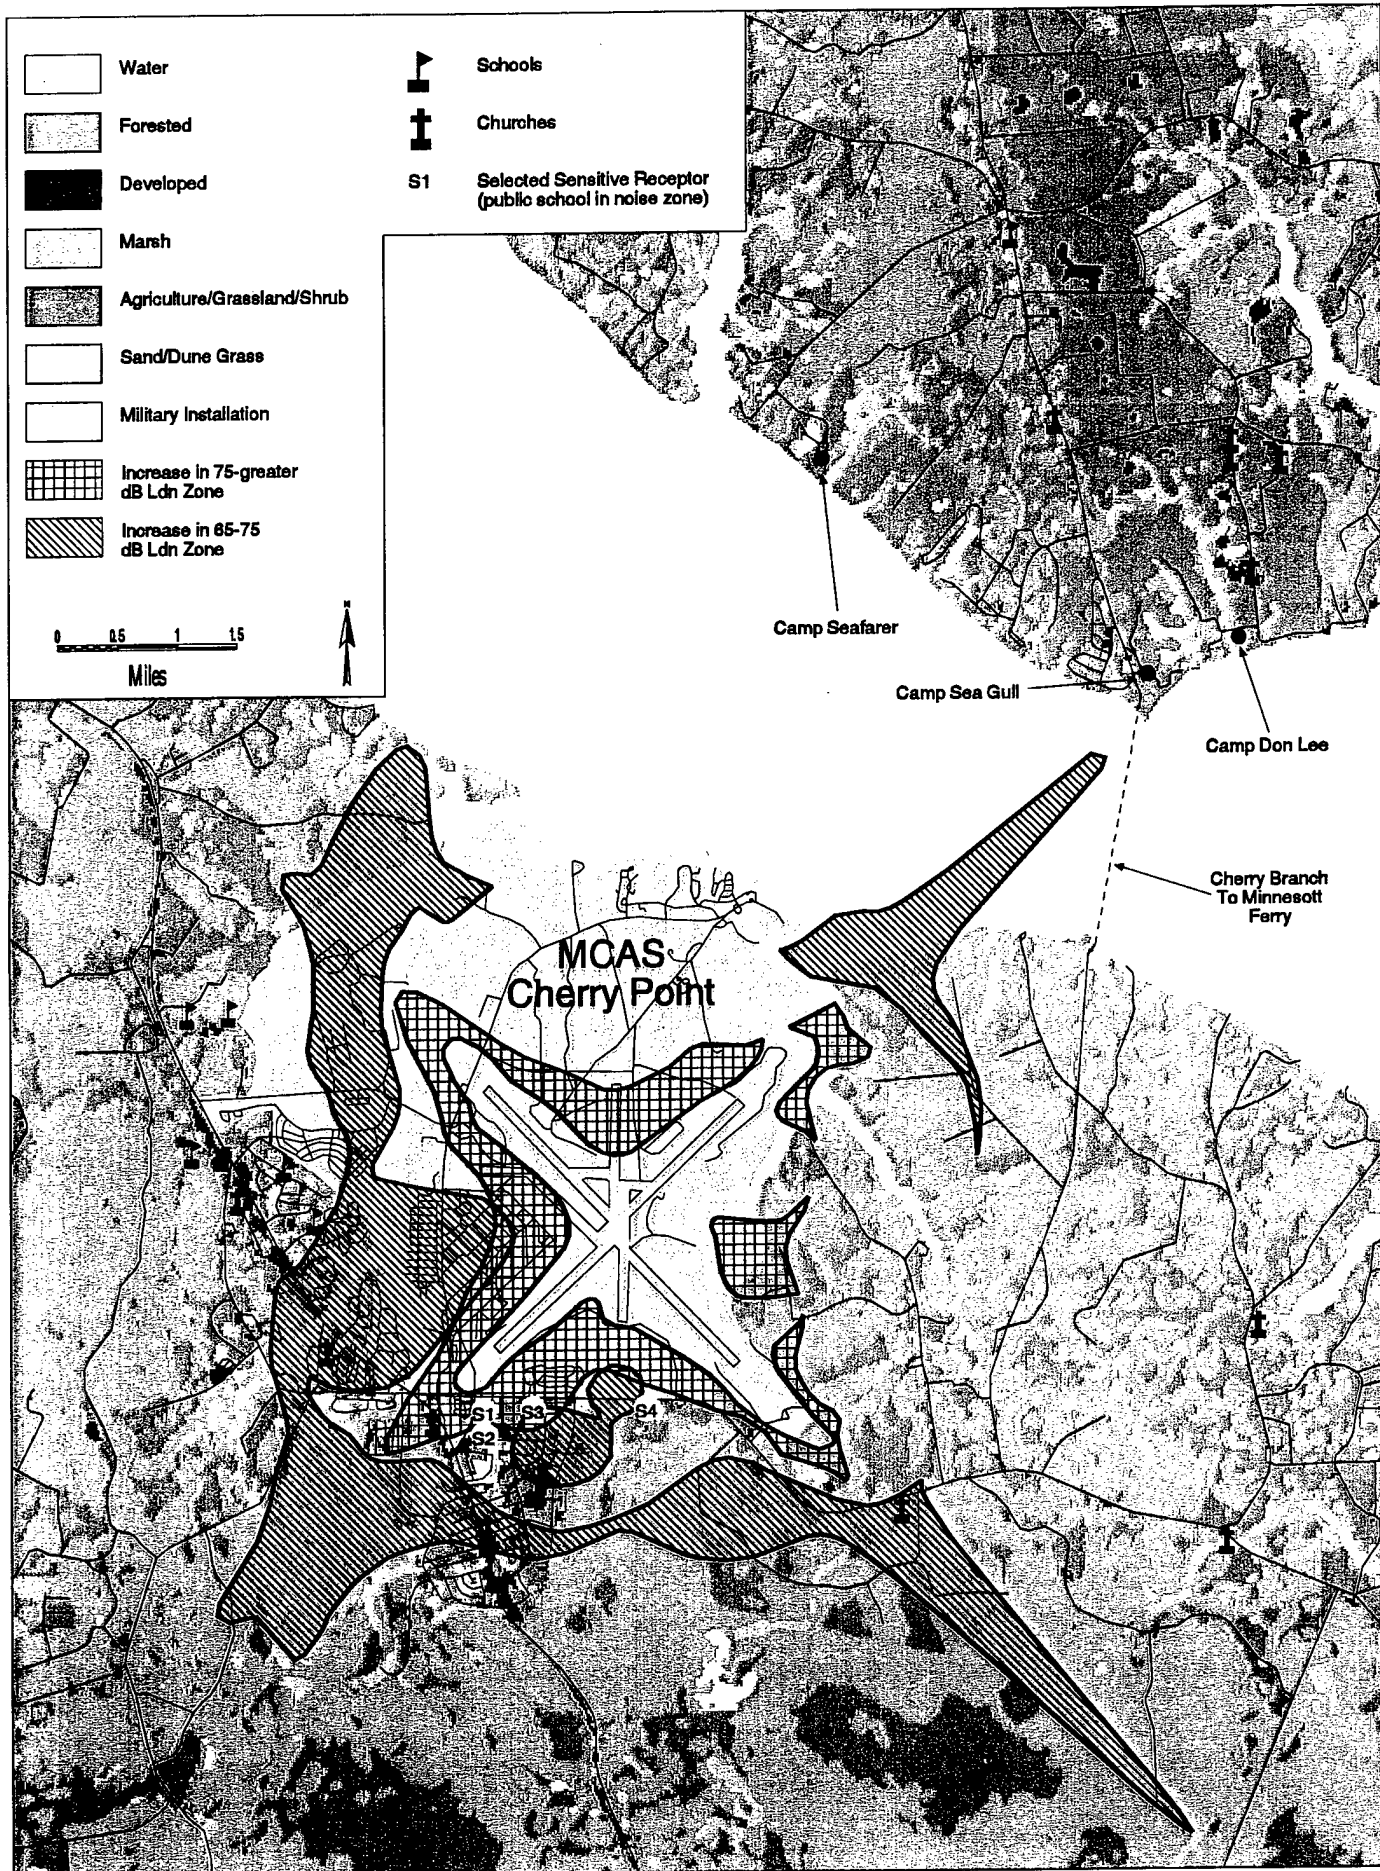 Water
Forested
Developed
Marsh
Agriculture/Grassland/Shrub
Sand/Dune Grass
Military Installation
Increase in 75-greater
dB Ldn Zone
Increase in 65-75
dB Ldn Zone
Schools
Churches
S1
Selected Sensitive Receptor
(public school in noise zone)
N
0 0.5 1 1.5
Miles
Camp Seafarer
Camp Sea Gull
Camp Don Lee
Cherry Branch
To Minnesott
Ferry
MCAS
Cherry Point
S1
S2
S3
S4